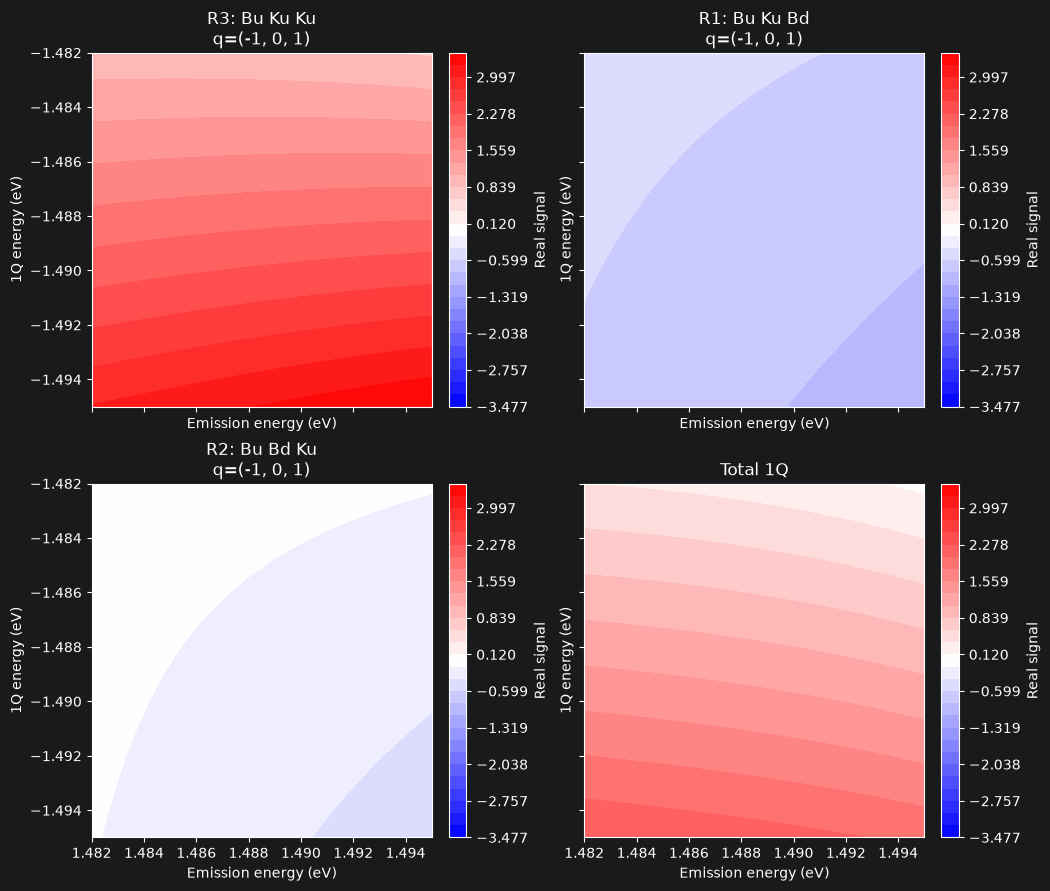 R3: Bu Ku Ku
q=(-1, 0, 1)
−1.482
−1.484
−1.486
−1.488
−1.490
−1.492
−1.494
1Q energy (eV)
Emission energy (eV)
2.997
2.278
1.559
0.839
0.120
−0.599
−1.319
−2.038
−2.757
−3.477
Real signal
R1: Bu Ku Bd
q=(-1, 0, 1)
1Q energy (eV)
Emission energy (eV)
2.997
2.278
1.559
0.839
0.120
−0.599
−1.319
−2.038
−2.757
−3.477
Real signal
R2: Bu Bd Ku
q=(-1, 0, 1)
−1.482
−1.484
−1.486
−1.488
−1.490
−1.492
−1.494
1Q energy (eV)
1.482 1.484 1.486 1.488 1.490 1.492 1.494
Emission energy (eV)
2.997
2.278
1.559
0.839
0.120
−0.599
−1.319
−2.038
−2.757
−3.477
Real signal
Total 1Q
1Q energy (eV)
1.482 1.484 1.486 1.488 1.490 1.492 1.494
Emission energy (eV)
2.997
2.278
1.559
0.839
0.120
−0.599
−1.319
−2.038
−2.757
−3.477
Real signal